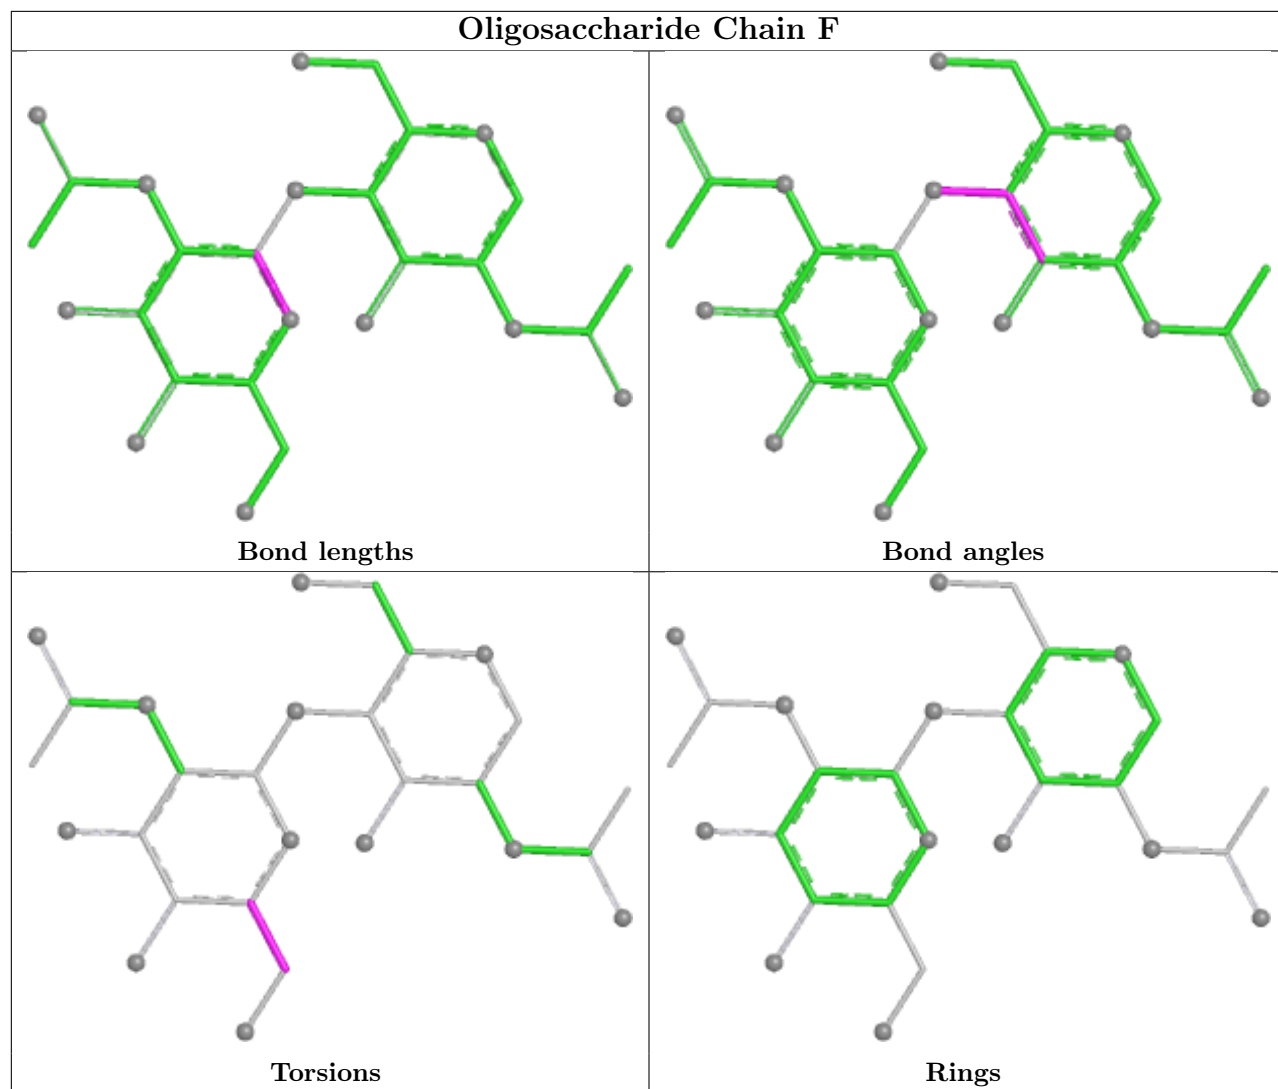 Oligosaccharide Chain F
Bond lengths
Bond angles
Torsions
Rings